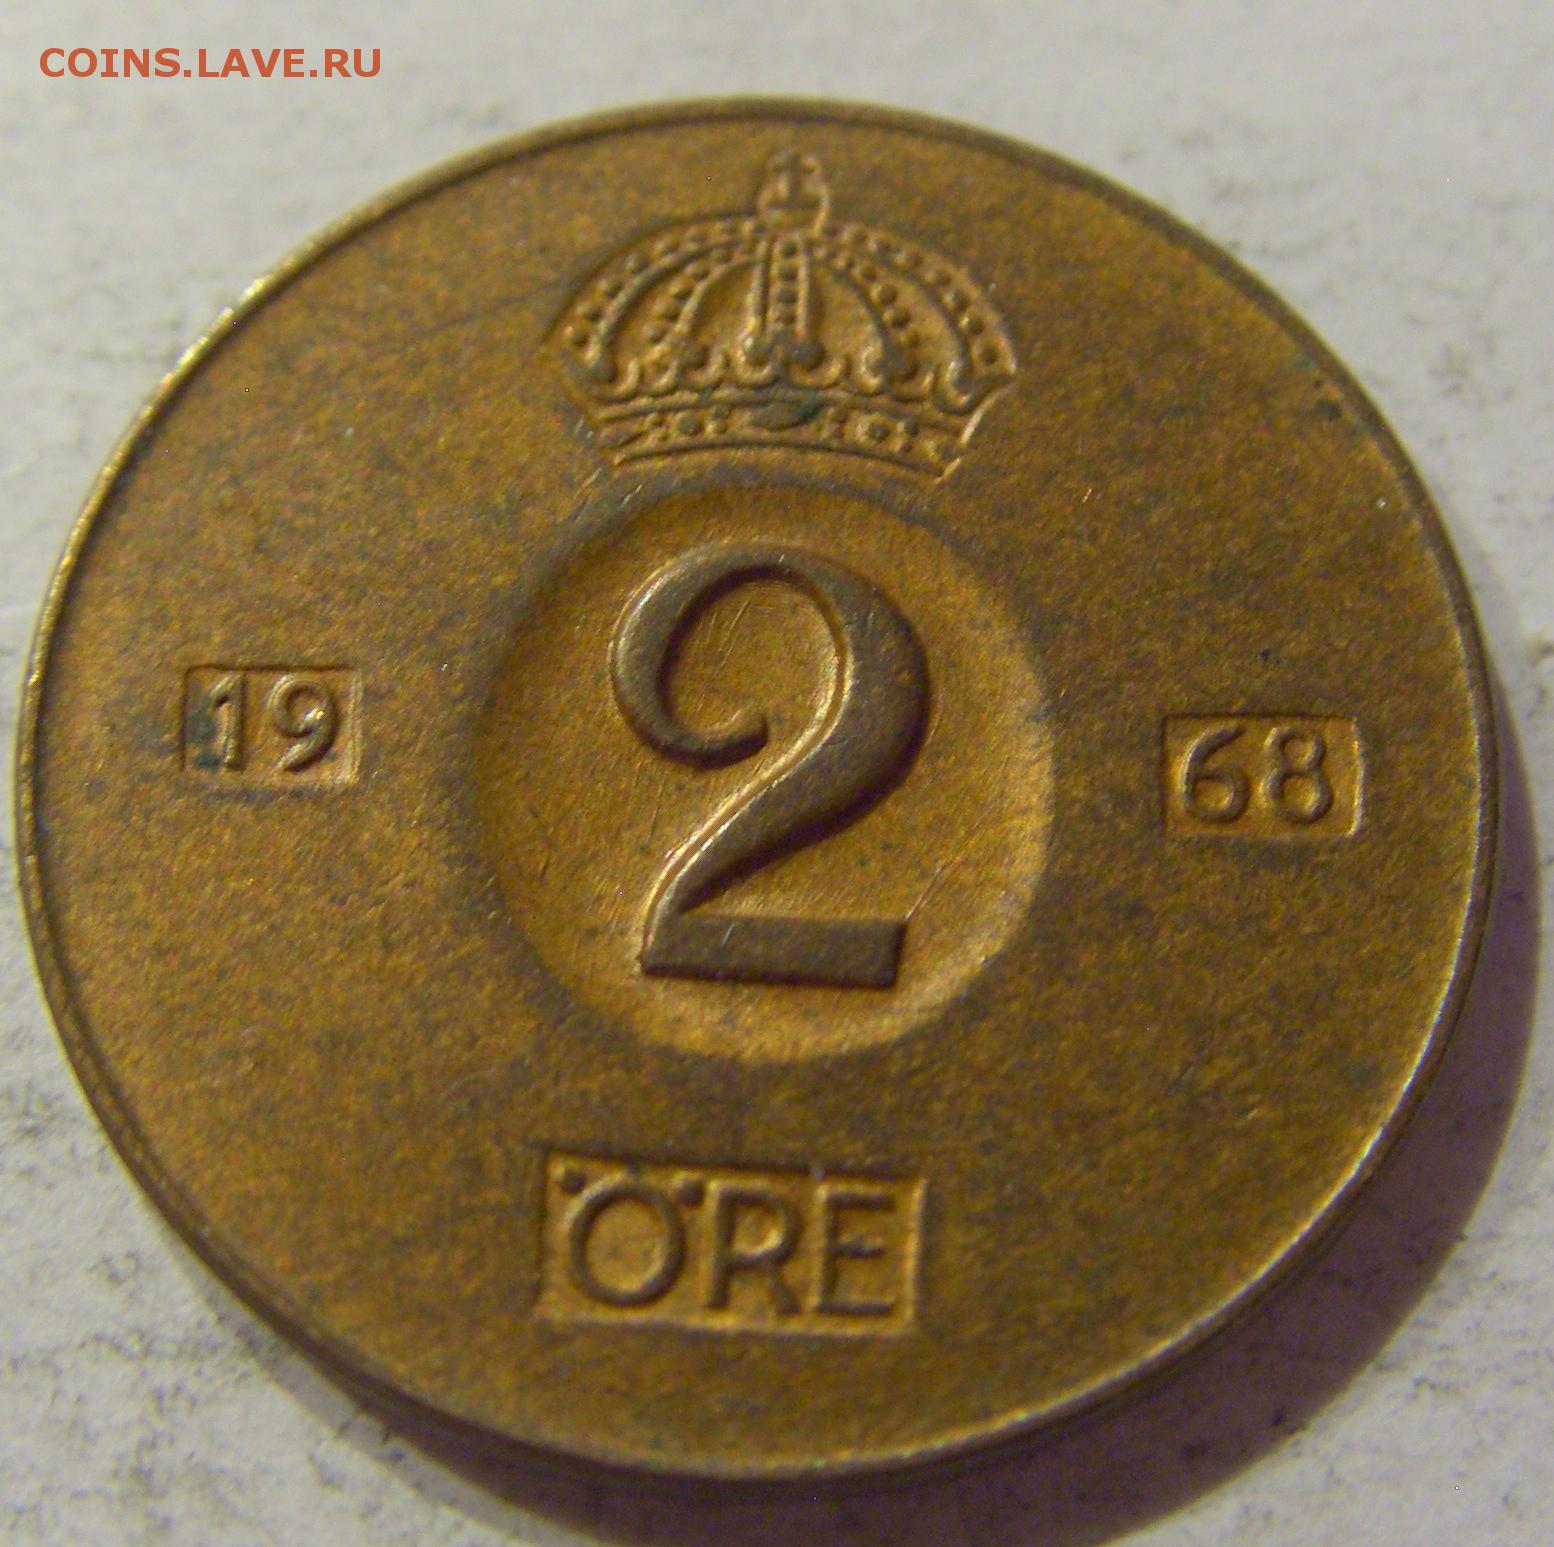 COINS.LAVE.RU
2
19 68
ÖRE